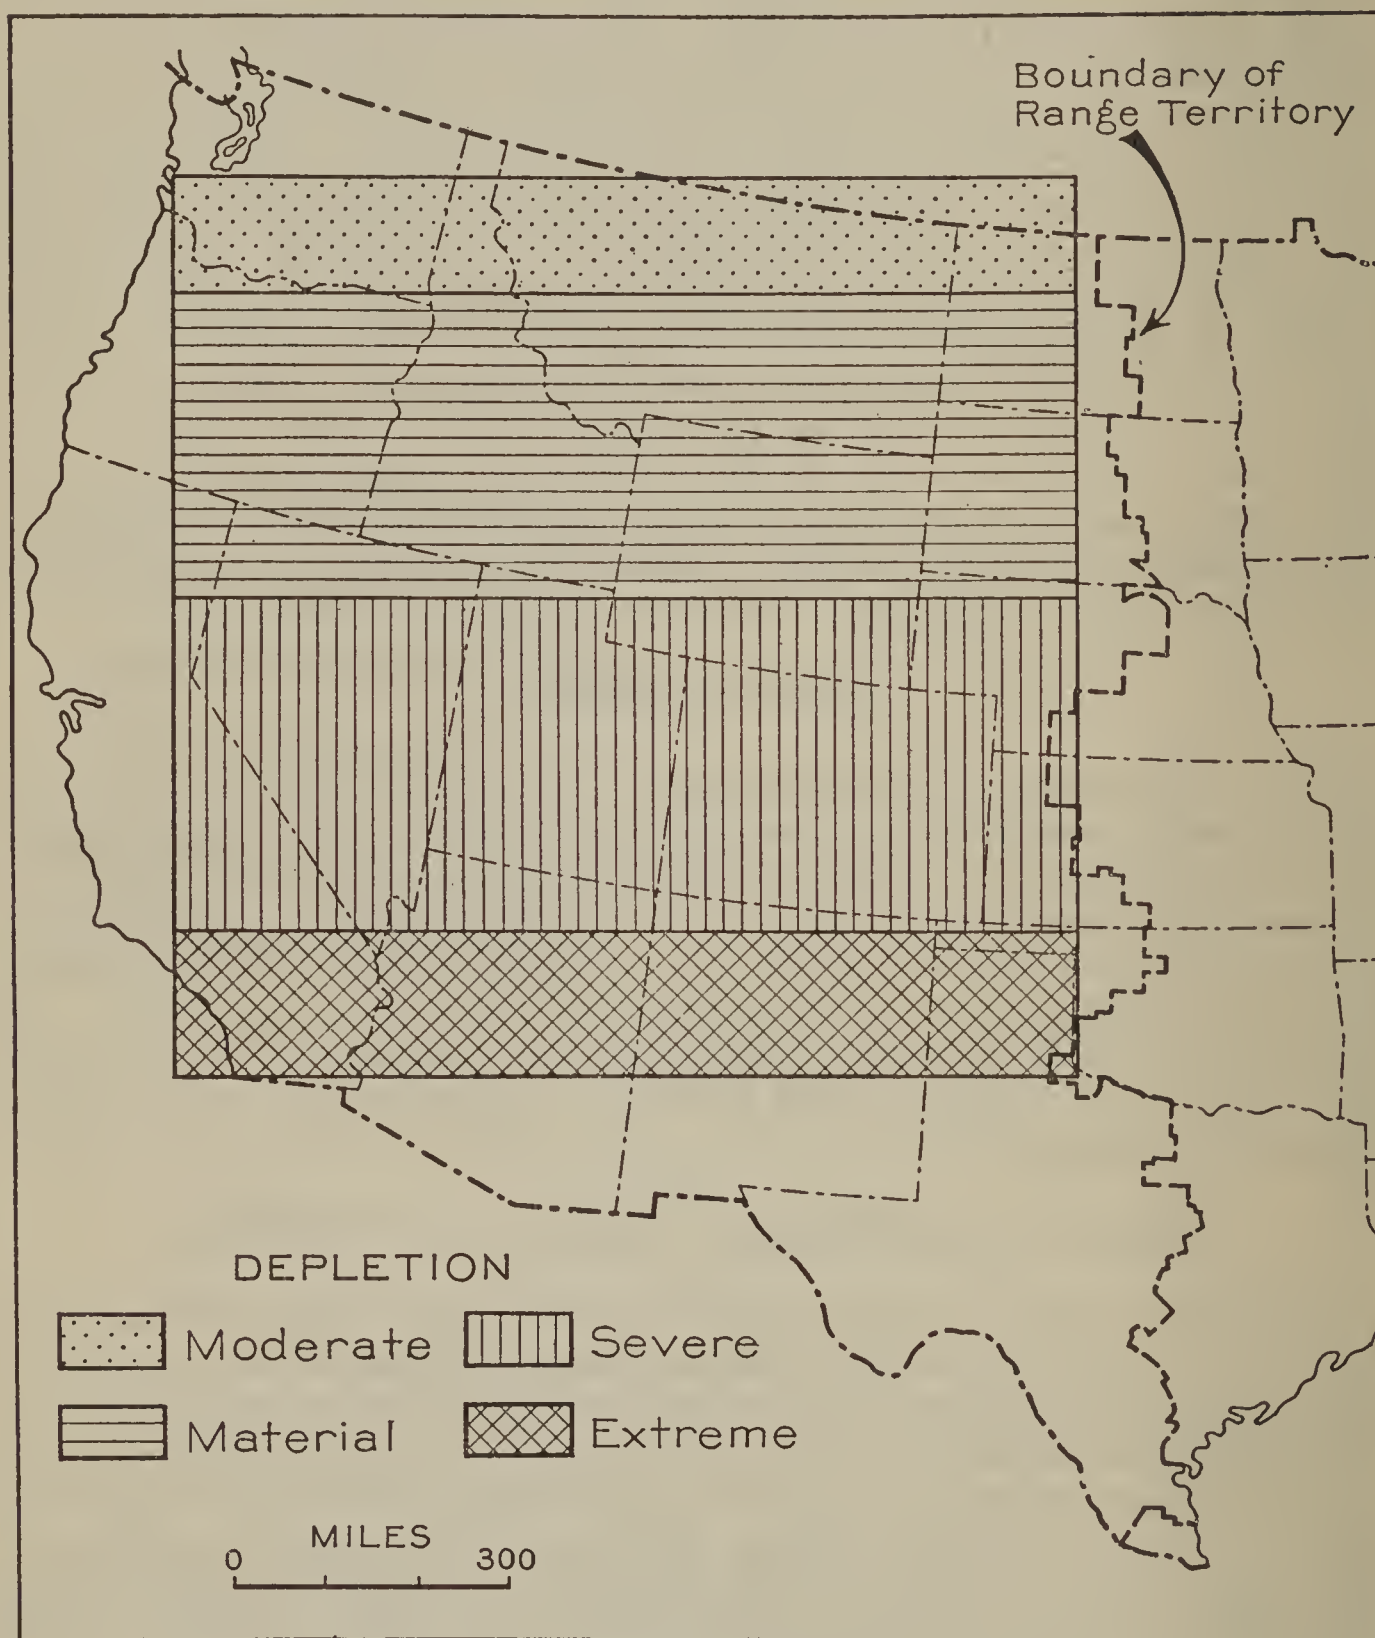 Boundary of
Range Territory
DEPLETION
Moderate
Severe
Material
Extreme
MILES
0 300